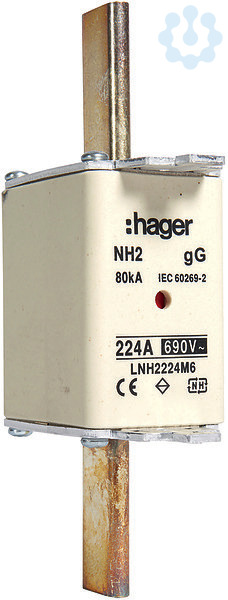 :hager
NH2 gG
80kA IEC 60269-2
224A 690V~
LNH2224M6
CE NH